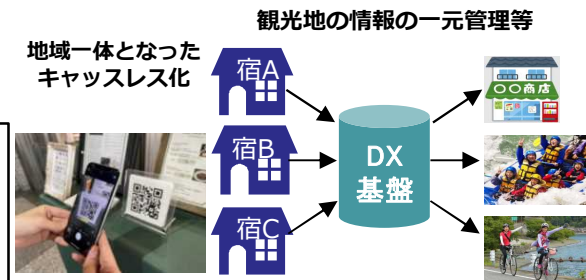 観光地の情報の一元管理等
地域一体となった
キャッスレス化
宿A
宿B
宿C
DX
基盤
〇〇商店